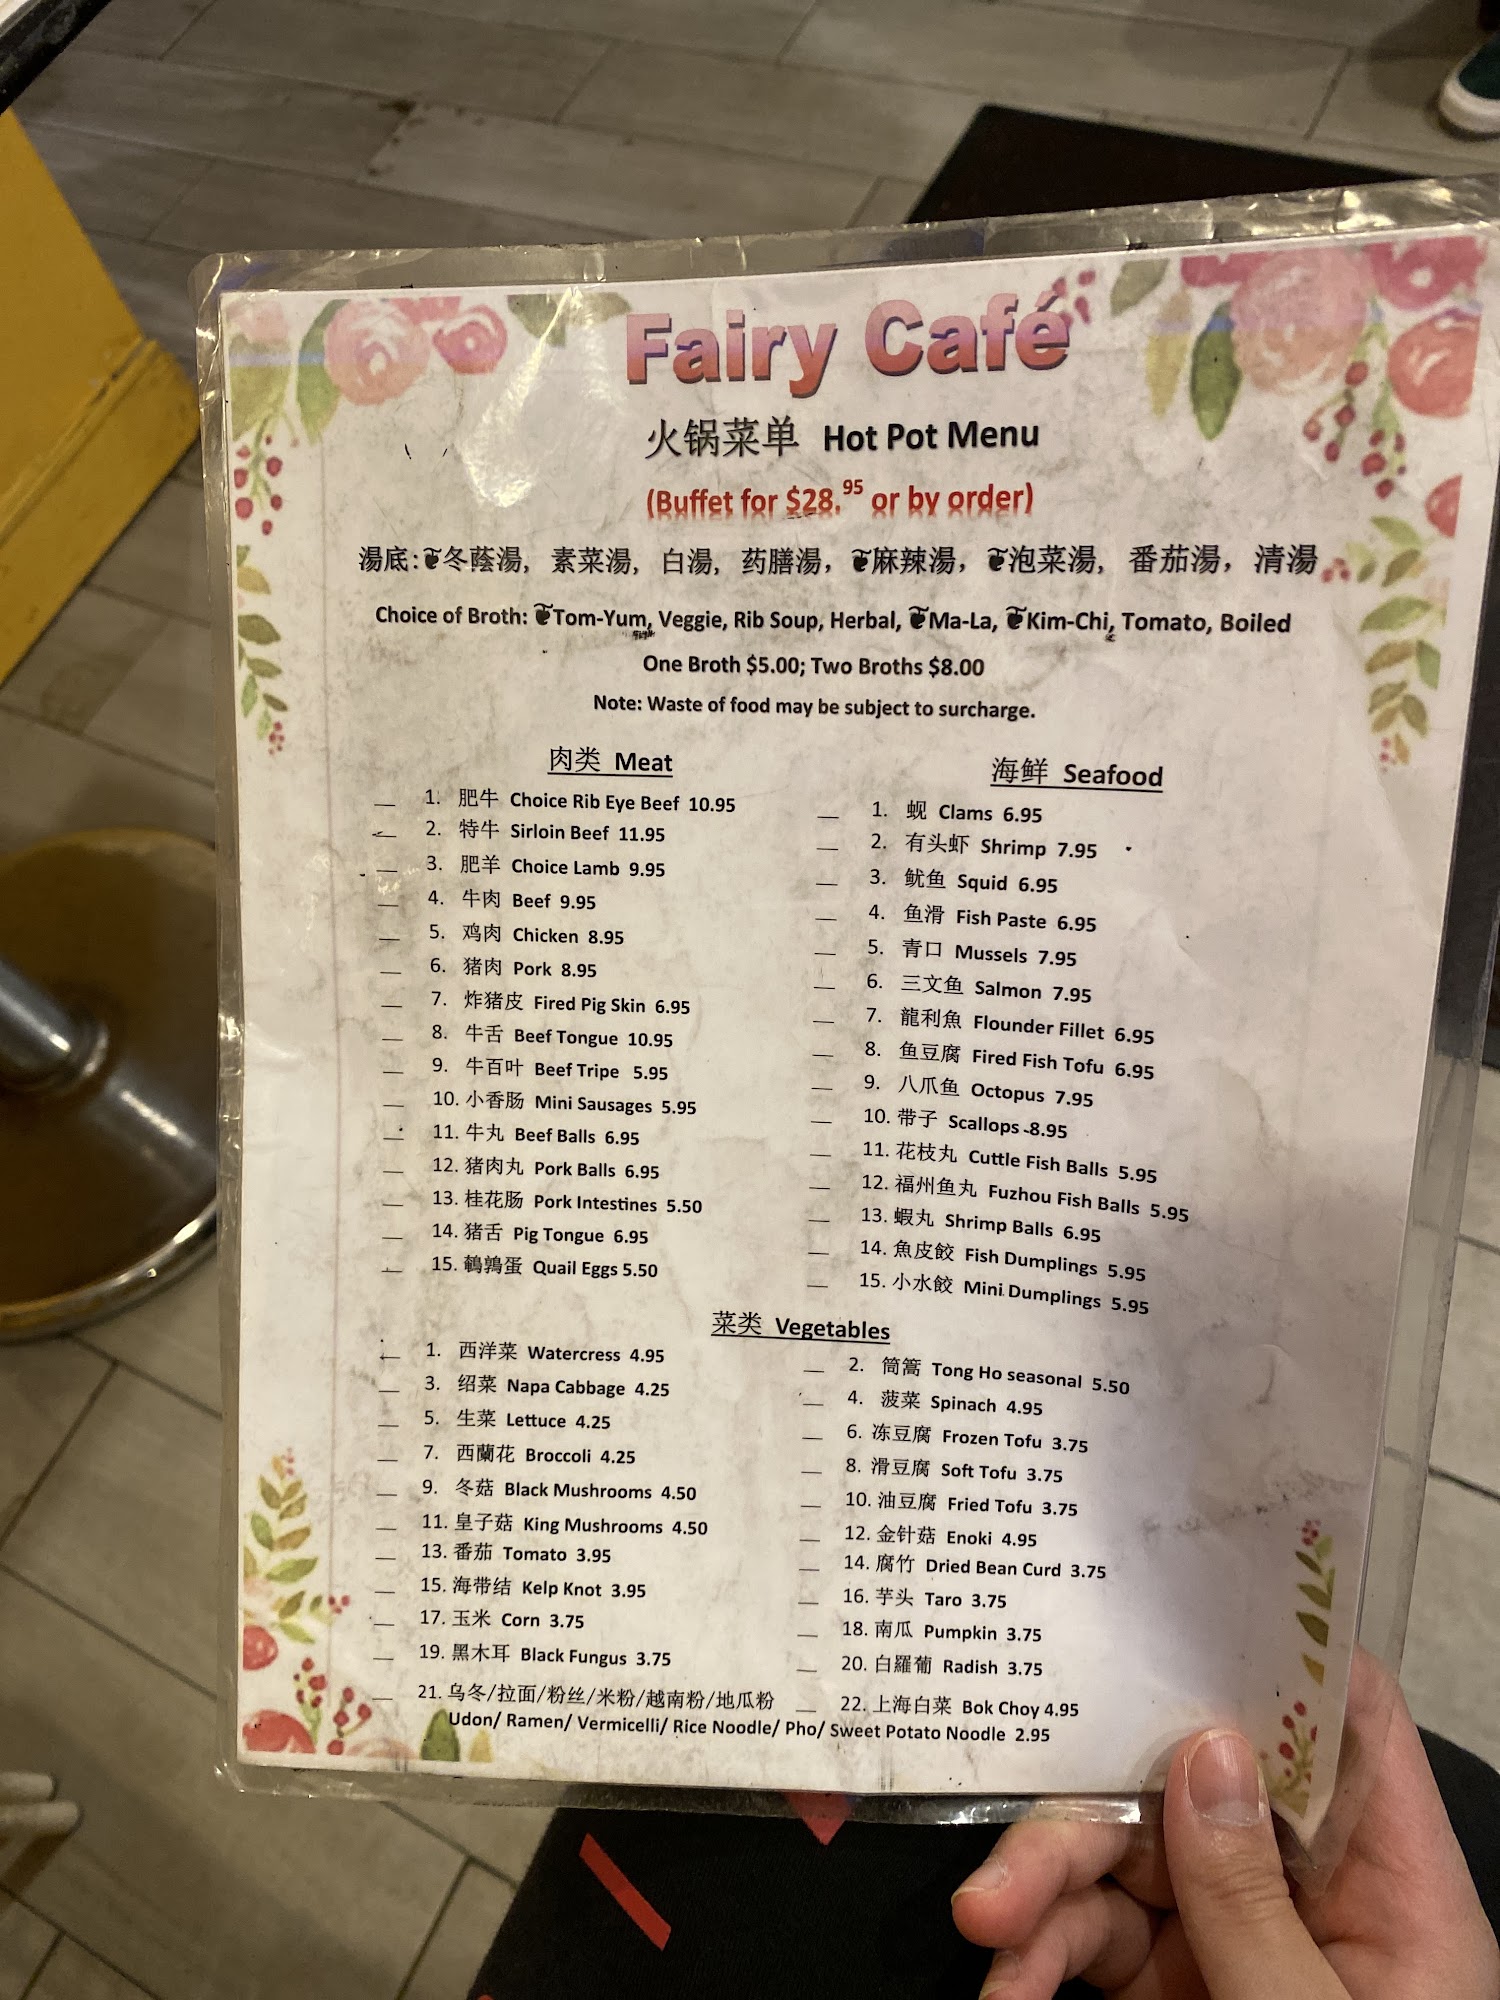 Fairy Café
火锅菜单 Hot Pot Menu
(Buffet for $28.95 or by order)
湯底:冬蔭湯, 素菜湯, 白湯, 药膳湯, 麻辣湯, 泡菜湯, 番茄湯, 清湯
Choice of Broth: Tom-Yum, Veggie, Rib Soup, Herbal, Ma-La, Kim-Chi, Tomato, Boiled
One Broth $5.00; Two Broths $8.00
Note: Waste of food may be subject to surcharge.
肉类 Meat
1. 肥牛 Choice Rib Eye Beef 10.95
2. 特牛 Sirloin Beef 11.95
3. 肥羊 Choice Lamb 9.95
4. 牛肉 Beef 9.95
5. 鸡肉 Chicken 8.95
6. 猪肉 Pork 8.95
7. 炸猪皮 Fired Pig Skin 6.95
8. 牛舌 Beef Tongue 10.95
9. 牛百叶 Beef Tripe 5.95
10. 小香肠 Mini Sausages 5.95
11. 牛丸 Beef Balls 6.95
12. 猪肉丸 Pork Balls 6.95
13. 桂花肠 Pork Intestines 5.50
14. 猪舌 Pig Tongue 6.95
15. 鹌鹑蛋 Quail Eggs 5.50
海鲜 Seafood
1. 蚬 Clams 6.95
2. 有头虾 Shrimp 7.95
3. 鱿鱼 Squid 6.95
4. 鱼滑 Fish Paste 6.95
5. 青口 Mussels 7.95
6. 三文鱼 Salmon 7.95
7. 龍利魚 Flounder Fillet 6.95
8. 鱼豆腐 Fired Fish Tofu 6.95
9. 八爪鱼 Octopus 7.95
10. 带子 Scallops 8.95
11. 花枝丸 Cuttle Fish Balls 5.95
12. 福州鱼丸 Fuzhou Fish Balls 5.95
13. 蝦丸 Shrimp Balls 6.95
14. 魚皮餃 Fish Dumplings 5.95
15. 小水餃 Mini Dumplings 5.95
菜类 Vegetables
1. 西洋菜 Watercress 4.95
2. 筒篙 Tong Ho seasonal 5.50
3. 绍菜 Napa Cabbage 4.25
4. 菠菜 Spinach 4.95
5. 生菜 Lettuce 4.25
6. 冻豆腐 Frozen Tofu 3.75
7. 西蘭花 Broccoli 4.25
8. 滑豆腐 Soft Tofu 3.75
9. 冬菇 Black Mushrooms 4.50
10. 油豆腐 Fried Tofu 3.75
11. 皇子菇 King Mushrooms 4.50
12. 金针菇 Enoki 4.95
13. 番茄 Tomato 3.95
14. 腐竹 Dried Bean Curd 3.75
15. 海带结 Kelp Knot 3.95
16. 芋头 Taro 3.75
17. 玉米 Corn 3.75
18. 南瓜 Pumpkin 3.75
19. 黑木耳 Black Fungus 3.75
20. 白羅葡 Radish 3.75
21. 乌冬/拉面/粉丝/米粉/越南粉/地瓜粉
22. 上海白菜 Bok Choy 4.95
Udon/ Ramen/ Vermicelli/ Rice Noodle/ Pho/ Sweet Potato Noodle 2.95